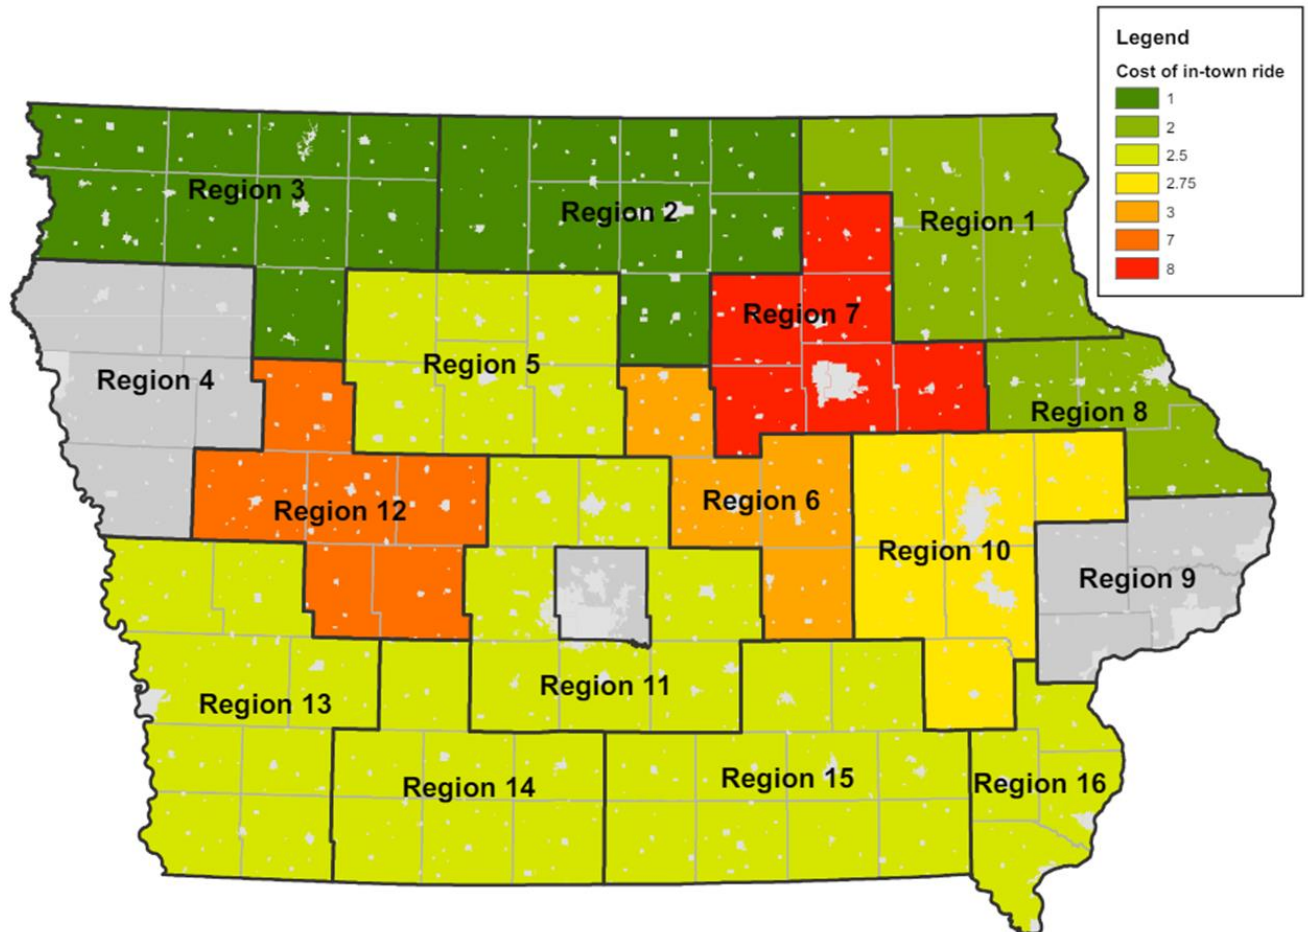 Legend
Cost of in-town ride
1
2
2.5
2.75
3
7
8
Region 3
Region 2
Region 1
Region 7
Region 5
Region 4
Region 8
Region 6
Region 12
Region 10
Region 9
Region 11
Region 13
Region 15
Region 16
Region 14